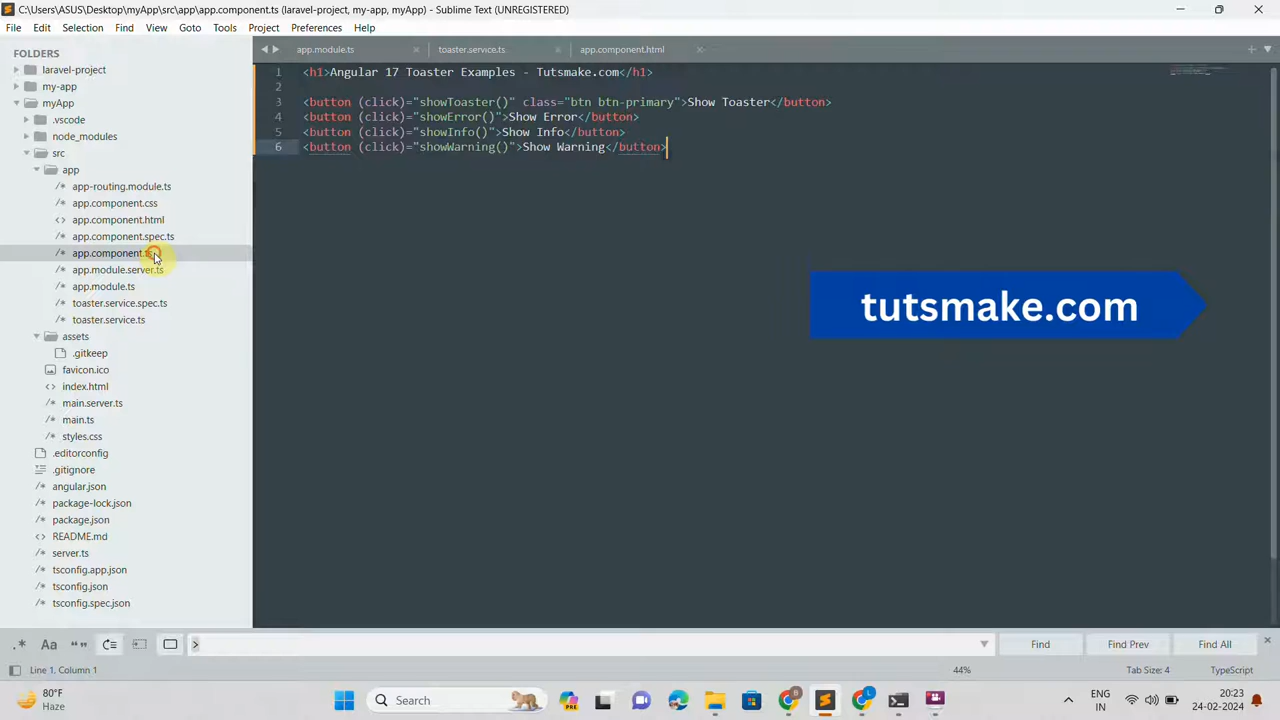 C:\Users\ASUS\Desktop\myApp\src\app\app.component.ts (laravel-project, my-app, myApp) - Sublime Text (UNREGISTERED)
File Edit Selection Find View Goto Tools Project Preferences Help
FOLDERS
laravel-project
my-app
myApp
.vscode
node_modules
src
app
app-routing.module.ts
app.component.css
app.component.html
app.component.spec.ts
app.component.ts
app.module.server.ts
app.module.ts
toaster.service.spec.ts
toaster.service.ts
assets
.gitkeep
favicon.ico
index.html
main.server.ts
main.ts
styles.css
.editorconfig
.gitignore
angular.json
package-lock.json
package.json
README.md
server.ts
tsconfig.app.json
tsconfig.json
tsconfig.spec.json
app.module.ts toaster.service.ts app.component.html
1 <h1>Angular 17 Toaster Examples - Tutsmake.com</h1>
2
3 <button (click)="showToaster()" class="btn btn-primary">Show Toaster</button>
4 <button (click)="showError()">Show Error</button>
5 <button (click)="showInfo()">Show Info</button>
6 <button (click)="showWarning()">Show Warning</button>
tutsmake.com
.* Aa “” > Find Find Prev Find All
Line 1, Column 1 44% Tab Size: 4 TypeScript
80°F
Haze
Search
PRE
B
L
ENG
IN
20:23
24-02-2024